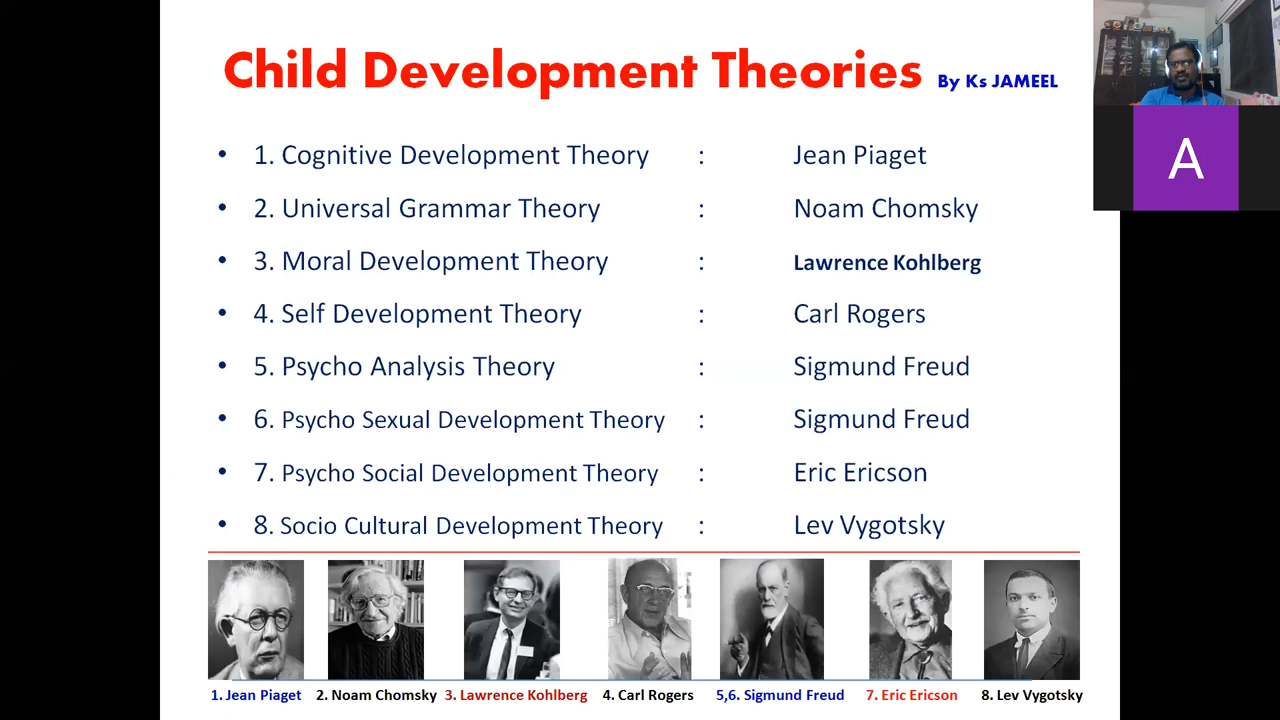 Child Development Theories By Ks JAMEEL
• 1. Cognitive Development Theory : Jean Piaget
• 2. Universal Grammar Theory : Noam Chomsky
• 3. Moral Development Theory : Lawrence Kohlberg
• 4. Self Development Theory : Carl Rogers
• 5. Psycho Analysis Theory : Sigmund Freud
• 6. Psycho Sexual Development Theory : Sigmund Freud
• 7. Psycho Social Development Theory : Eric Ericson
• 8. Socio Cultural Development Theory : Lev Vygotsky
1. Jean Piaget 2. Noam Chomsky 3. Lawrence Kohlberg 4. Carl Rogers 5,6. Sigmund Freud 7. Eric Ericson 8. Lev Vygotsky
A